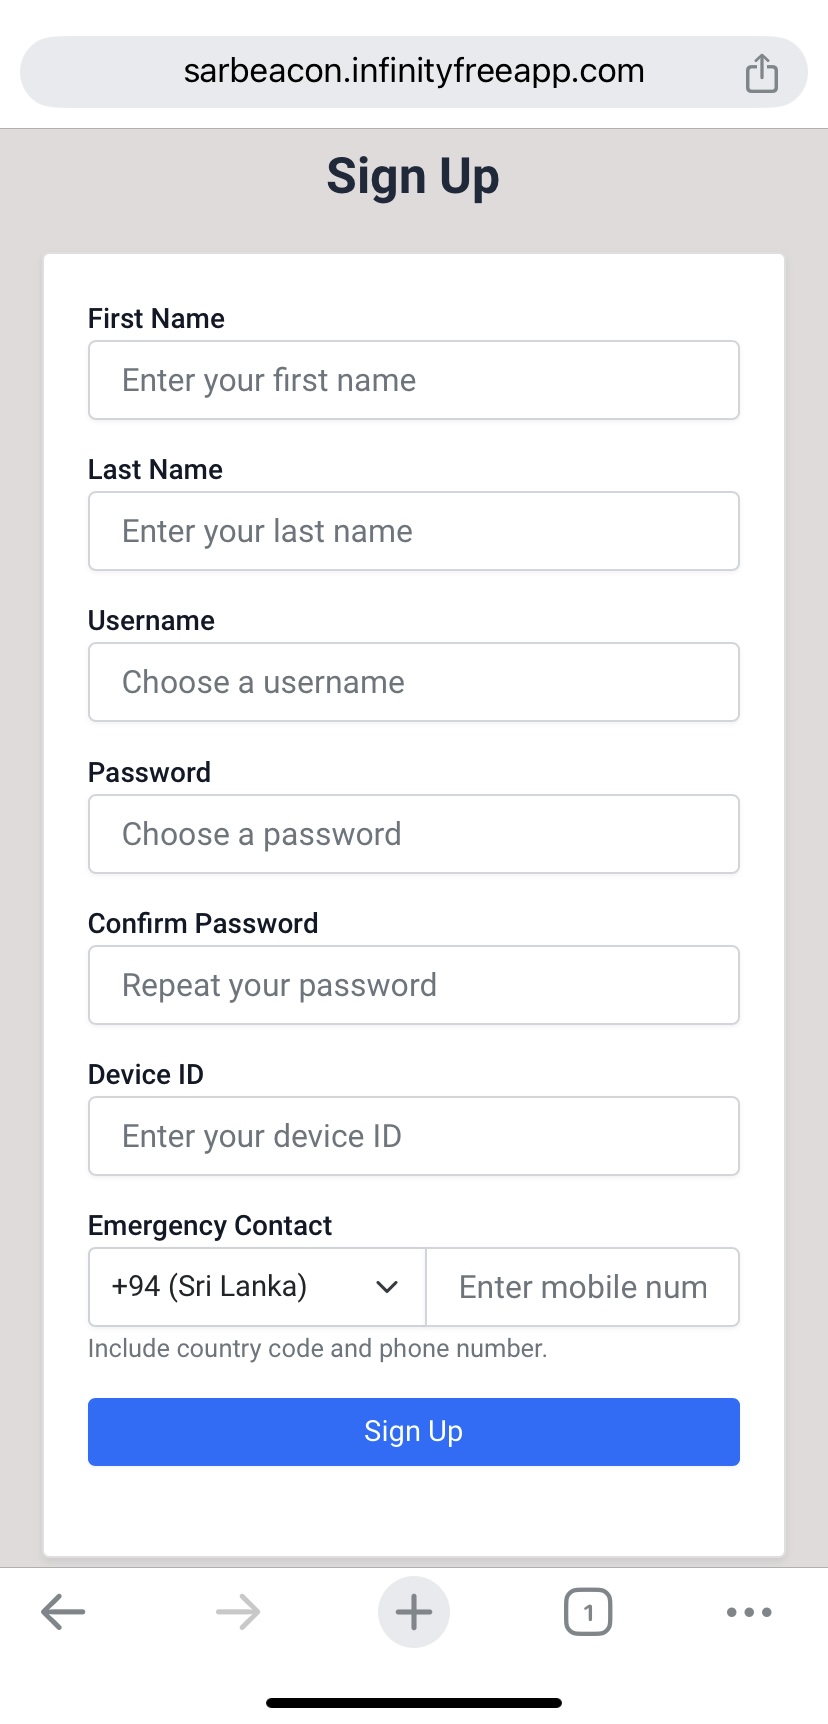 sarbeacon.infinityfreeapp.com
Sign Up
First Name
Enter your first name
Last Name
Enter your last name
Username
Choose a username
Password
Choose a password
Confirm Password
Repeat your password
Device ID
Enter your device ID
Emergency Contact
+94 (Sri Lanka) Enter mobile num
Include country code and phone number.
Sign Up
1